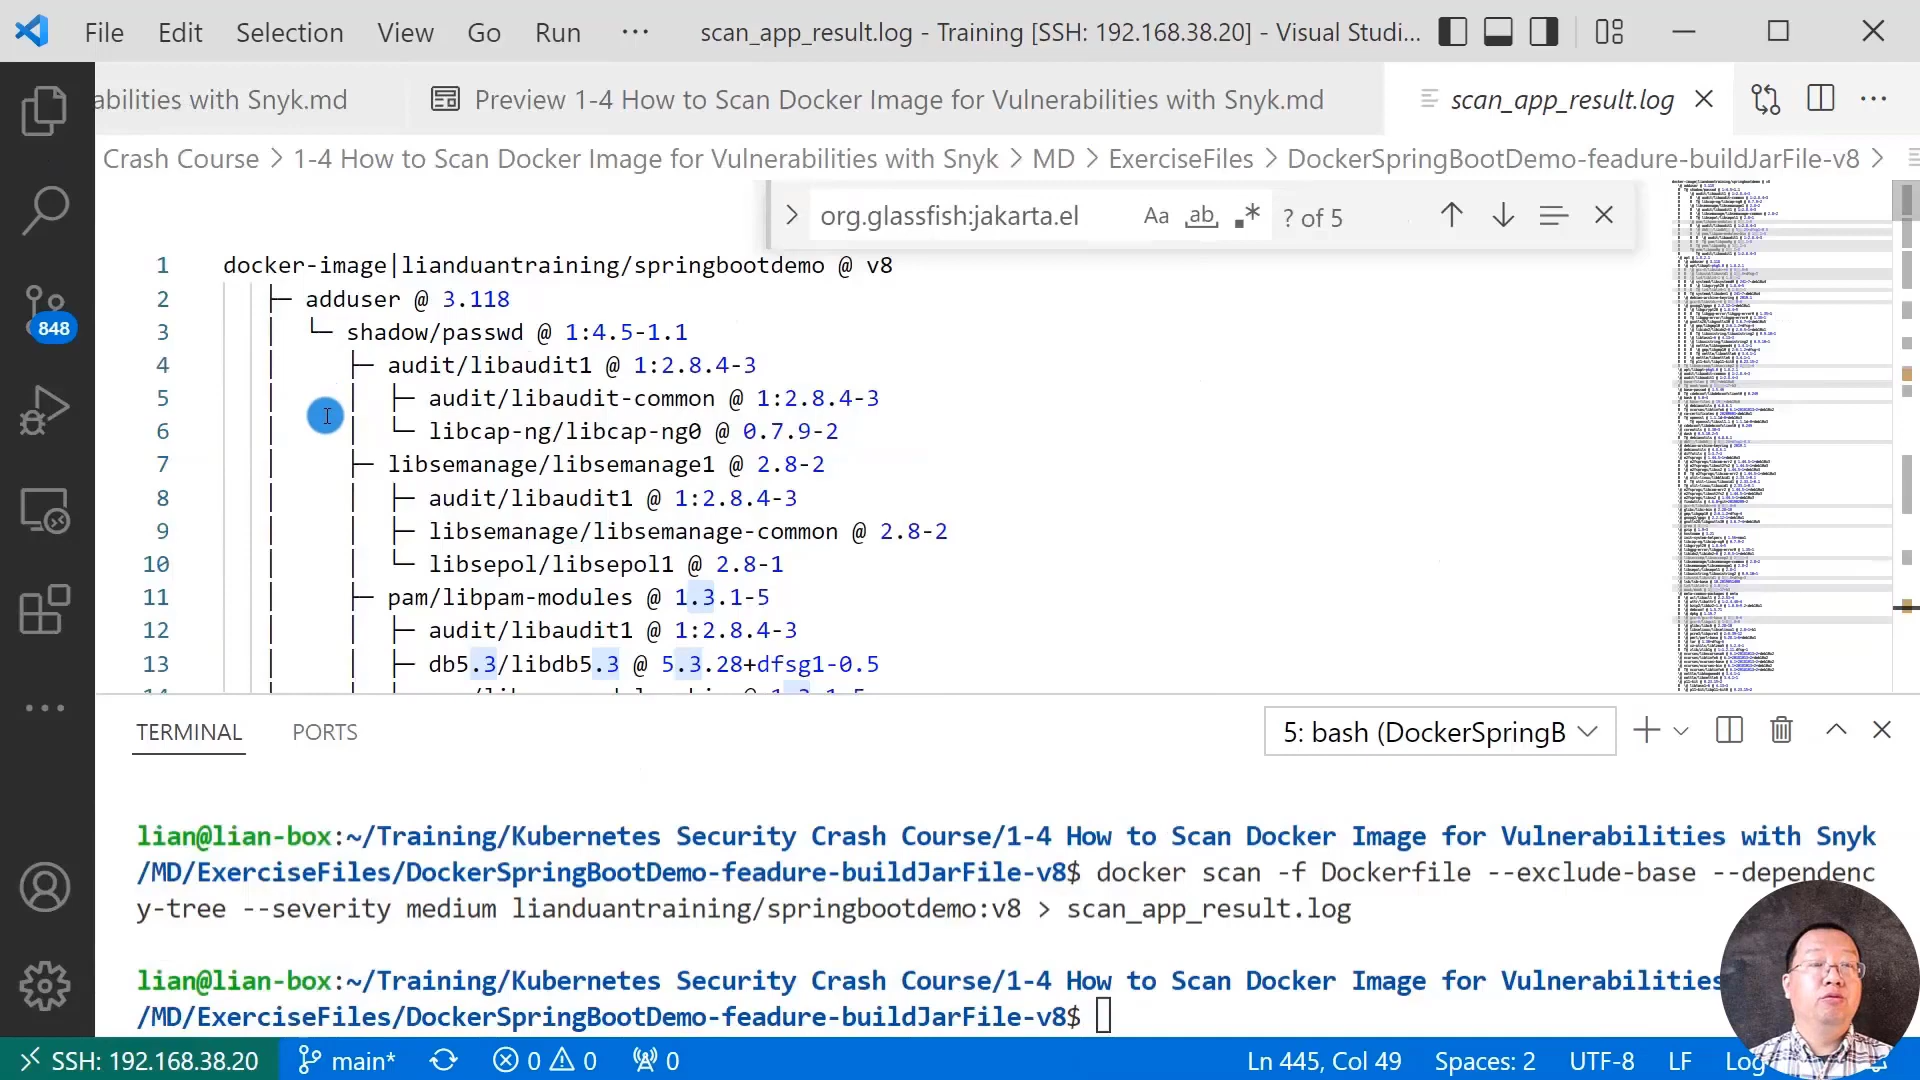 File Edit Selection View Go Run ··· scan_app_result.log - Training [SSH: 192.168.38.20] - Visual Studi...
abilities with Snyk.md Preview 1-4 How to Scan Docker Image for Vulnerabilities with Snyk.md scan_app_result.log
Crash Course > 1-4 How to Scan Docker Image for Vulnerabilities with Snyk > MD > ExerciseFiles > DockerSpringBootDemo-feadure-buildJarFile-v8 >
org.glassfish:jakarta.el Aa ab .* ? of 5
1 docker-image|lianduantraining/springbootdemo @ v8
2 ├─ adduser @ 3.118
3 │ └─ shadow/passwd @ 1:4.5-1.1
4 │ ├─ audit/libaudit1 @ 1:2.8.4-3
5 │ │ ├─ audit/libaudit-common @ 1:2.8.4-3
6 │ │ └─ libcap-ng/libcap-ng0 @ 0.7.9-2
7 │ ├─ libsemanage/libsemanage1 @ 2.8-2
8 │ │ ├─ audit/libaudit1 @ 1:2.8.4-3
9 │ │ ├─ libsemanage/libsemanage-common @ 2.8-2
10 │ │ └─ libsepol/libsepol1 @ 2.8-1
11 │ ├─ pam/libpam-modules @ 1.3.1-5
12 │ │ ├─ audit/libaudit1 @ 1:2.8.4-3
13 │ │ ├─ db5.3/libdb5.3 @ 5.3.28+dfsg1-0.5
848
TERMINAL PORTS 5: bash (DockerSpringB
lian@lian-box:~/Training/Kubernetes Security Crash Course/1-4 How to Scan Docker Image for Vulnerabilities with Snyk
/MD/ExerciseFiles/DockerSpringBootDemo-feadure-buildJarFile-v8$ docker scan -f Dockerfile --exclude-base --dependenc
y-tree --severity medium lianduantraining/springbootdemo:v8 > scan_app_result.log
lian@lian-box:~/Training/Kubernetes Security Crash Course/1-4 How to Scan Docker Image for Vulnerabilities
/MD/ExerciseFiles/DockerSpringBootDemo-feadure-buildJarFile-v8$
SSH: 192.168.38.20 main* 0 0 0 Ln 445, Col 49 Spaces: 2 UTF-8 LF Log